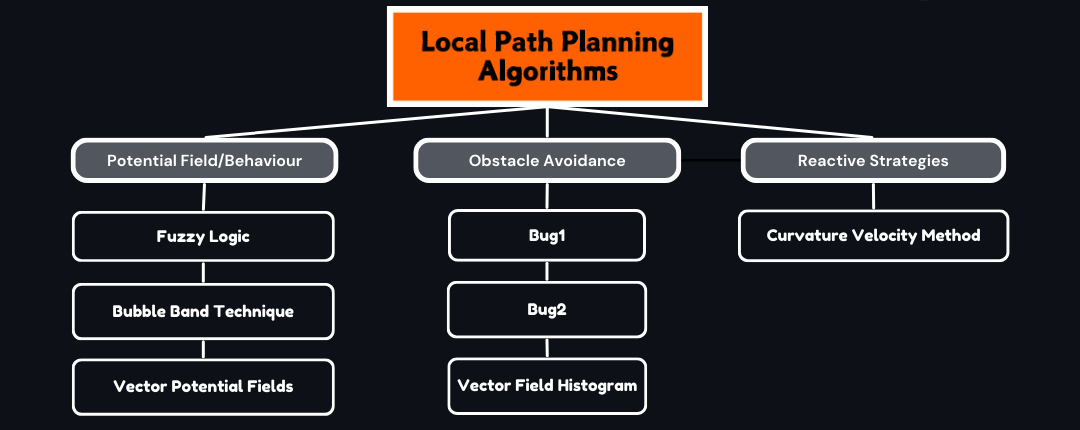 Local Path Planning
Algorithms
Potential Field/Behaviour
Obstacle Avoidance
Reactive Strategies
Fuzzy Logic
Bug1
Curvature Velocity Method
Bubble Band Technique
Bug2
Vector Potential Fields
Vector Field Histogram